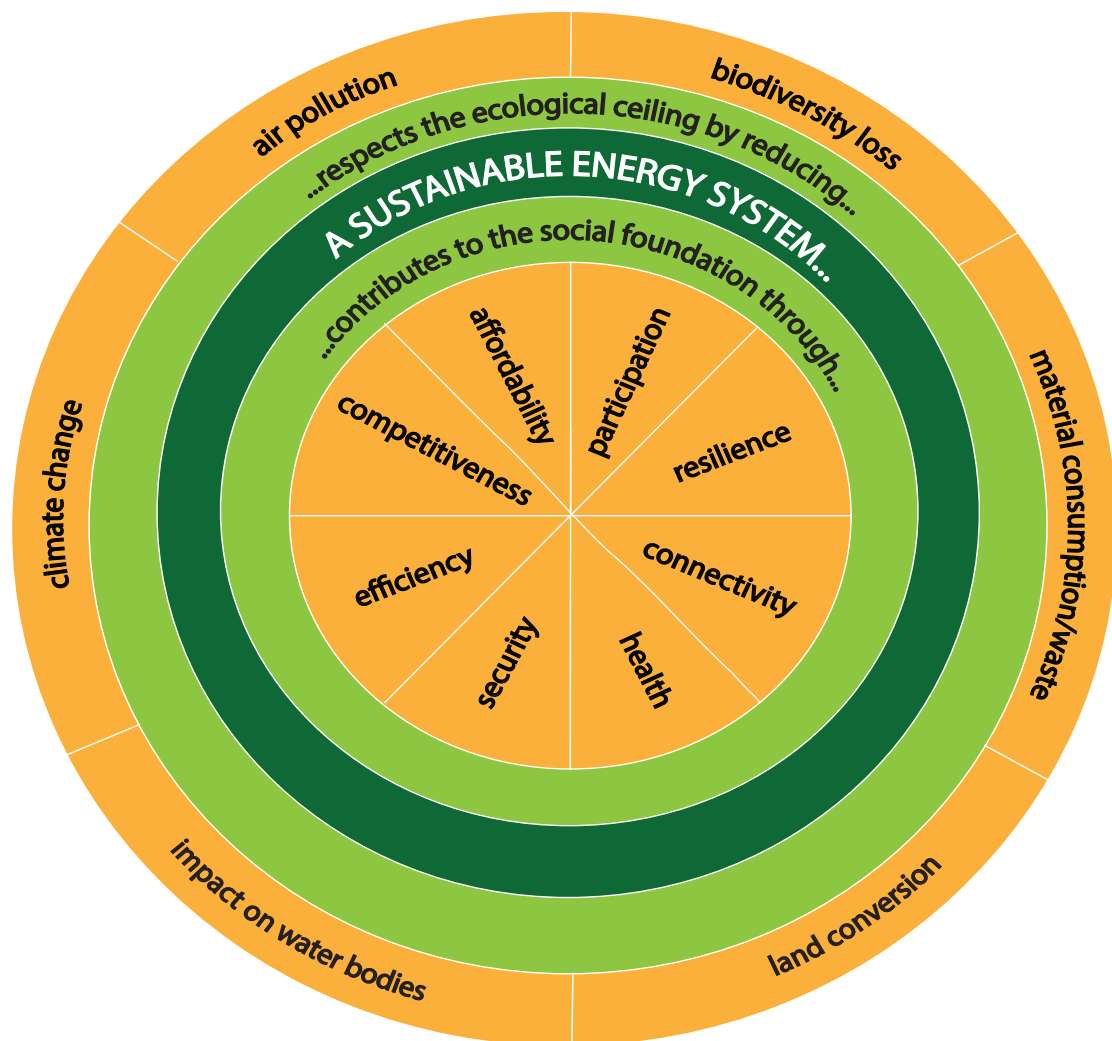 air pollution
biodiversity loss
material consumption/waste
land conversion
impact on water bodies
climate change
...respects the ecological ceiling by reducing...
A SUSTAINABLE ENERGY SYSTEM...
...contributes to the social foundation through...
affordability
participation
resilience
connectivity
health
security
efficiency
competitiveness